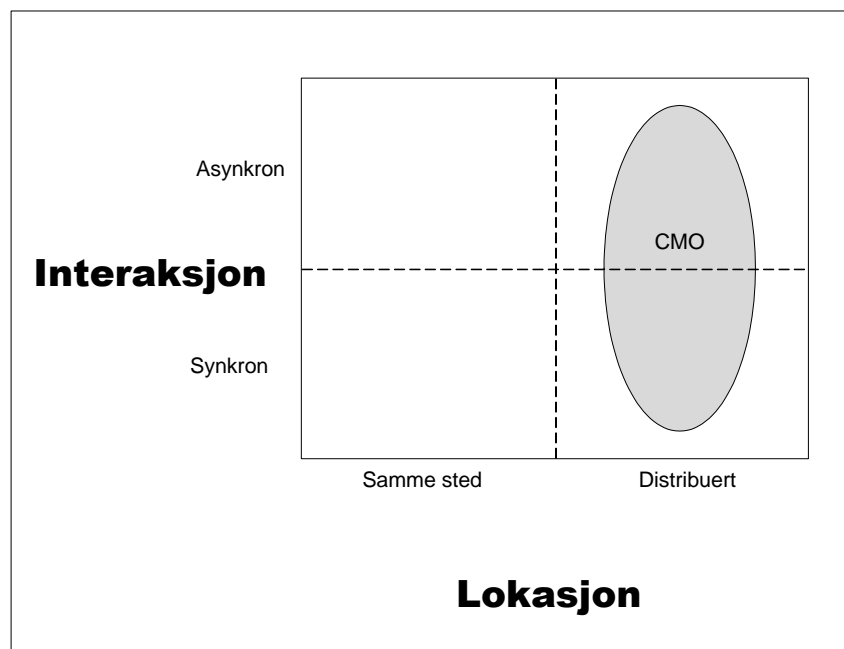 Asynkron
CMO
Interaksjon
Synkron
Samme sted
Distribuert
Lokasjon